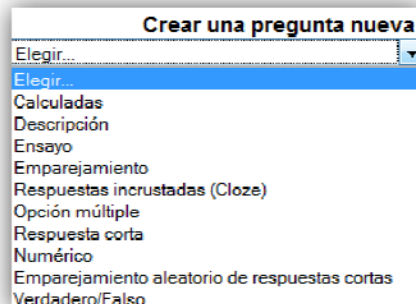 Crear una pregunta nueva
Elegir...
Elegir...
Calculadas
Descripción
Ensayo
Emparejamiento
Respuestas incrustadas (Cloze)
Opción múltiple
Respuesta corta
Numérico
Emparejamiento aleatorio de respuestas cortas
Verdadero/Falso